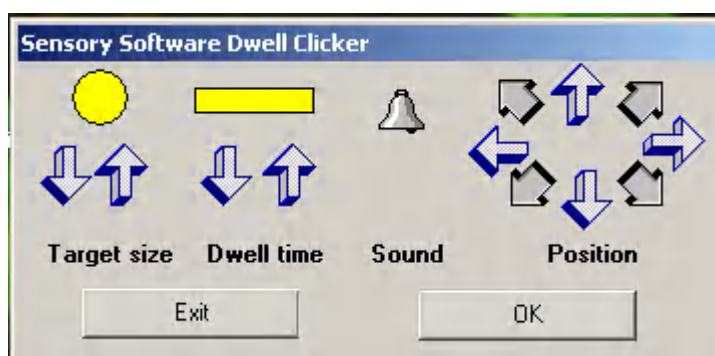 Sensory Software Dwell Clicker
Target size Dwell time Sound Position
Exit OK